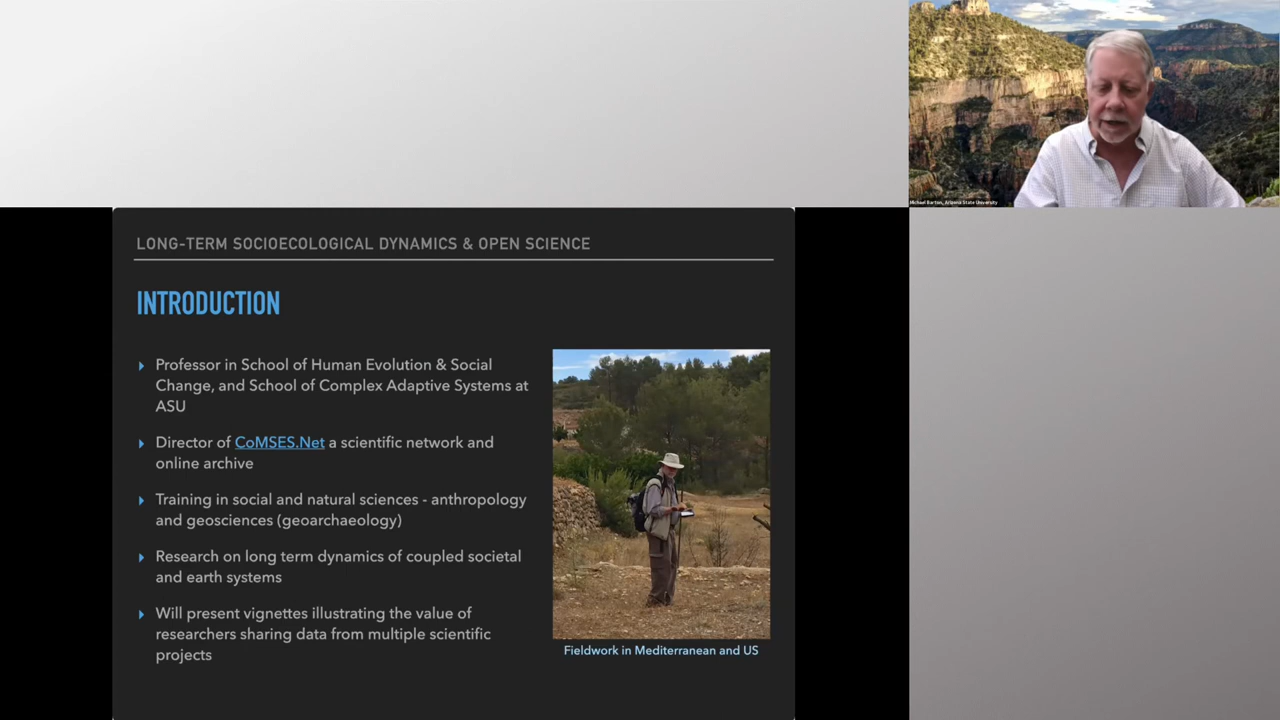 Michael Barton, Arizona State University
LONG-TERM SOCIOECOLOGICAL DYNAMICS & OPEN SCIENCE
INTRODUCTION
Professor in School of Human Evolution & Social
Change, and School of Complex Adaptive Systems at
ASU
Director of CoMSES.Net a scientific network and
online archive
Training in social and natural sciences - anthropology
and geosciences (geoarchaeology)
Research on long term dynamics of coupled societal
and earth systems
Will present vignettes illustrating the value of
researchers sharing data from multiple scientific
projects
Fieldwork in Mediterranean and US